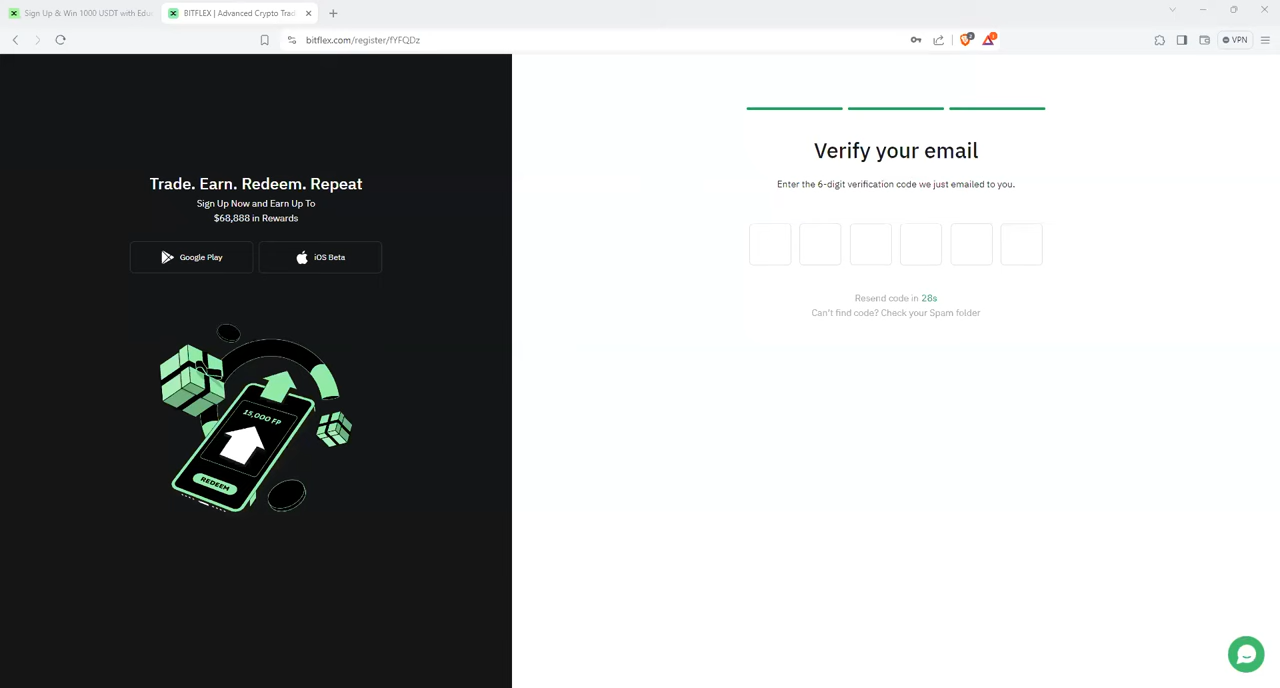 Sign Up & Win 1000 USDT with Edu
BITFLEX | Advanced Crypto Trad
bitflex.com/register/fYFQDz
VPN
Trade. Earn. Redeem. Repeat
Sign Up Now and Earn Up To
$68,888 in Rewards
Google Play
iOS Beta
15,000 FP
REDEEM
Verify your email
Enter the 6-digit verification code we just emailed to you.
Resend code in 28s
Can't find code? Check your Spam folder